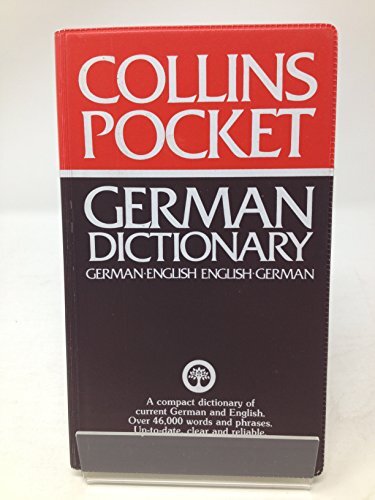 COLLINS
POCKET
GERMAN
DICTIONARY
GERMAN·ENGLISH ENGLISH·GERMAN
A compact dictionary of
current German and English.
Over 46,000 words and phrases.
Up-to-date, clear and reliable.